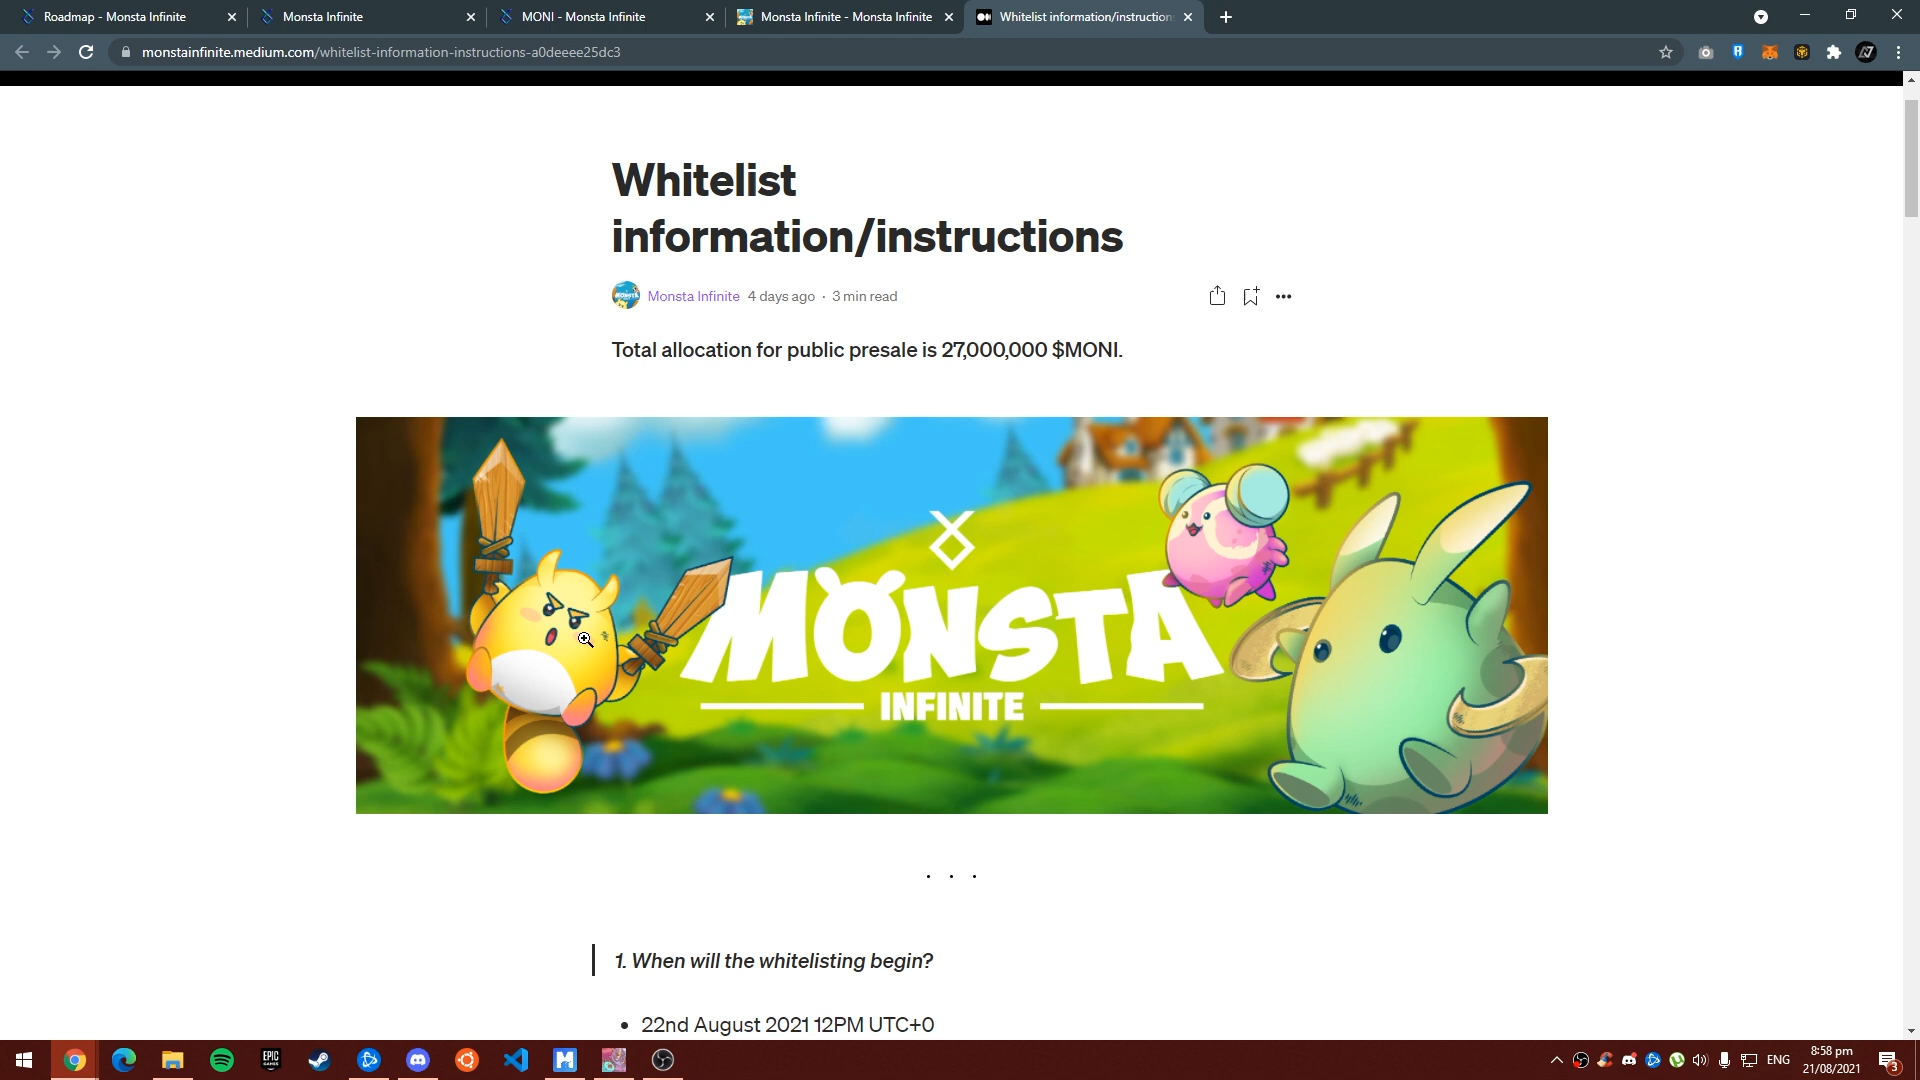 Roadmap - Monsta Infinite
Monsta Infinite
MONI - Monsta Infinite
Monsta Infinite - Monsta Infinite
Whitelist information/instruction
monstainfinite.medium.com/whitelist-information-instructions-a0deeee25dc3
Whitelist
information/instructions
Monsta Infinite 4 days ago · 3 min read
Total allocation for public presale is 27,000,000 $MONI.
MONSTA
INFINITE
. . .
1. When will the whitelisting begin?
• 22nd August 2021 12PM UTC+0
EPIC
GAMES
ENG
8:58 pm
21/08/2021
3